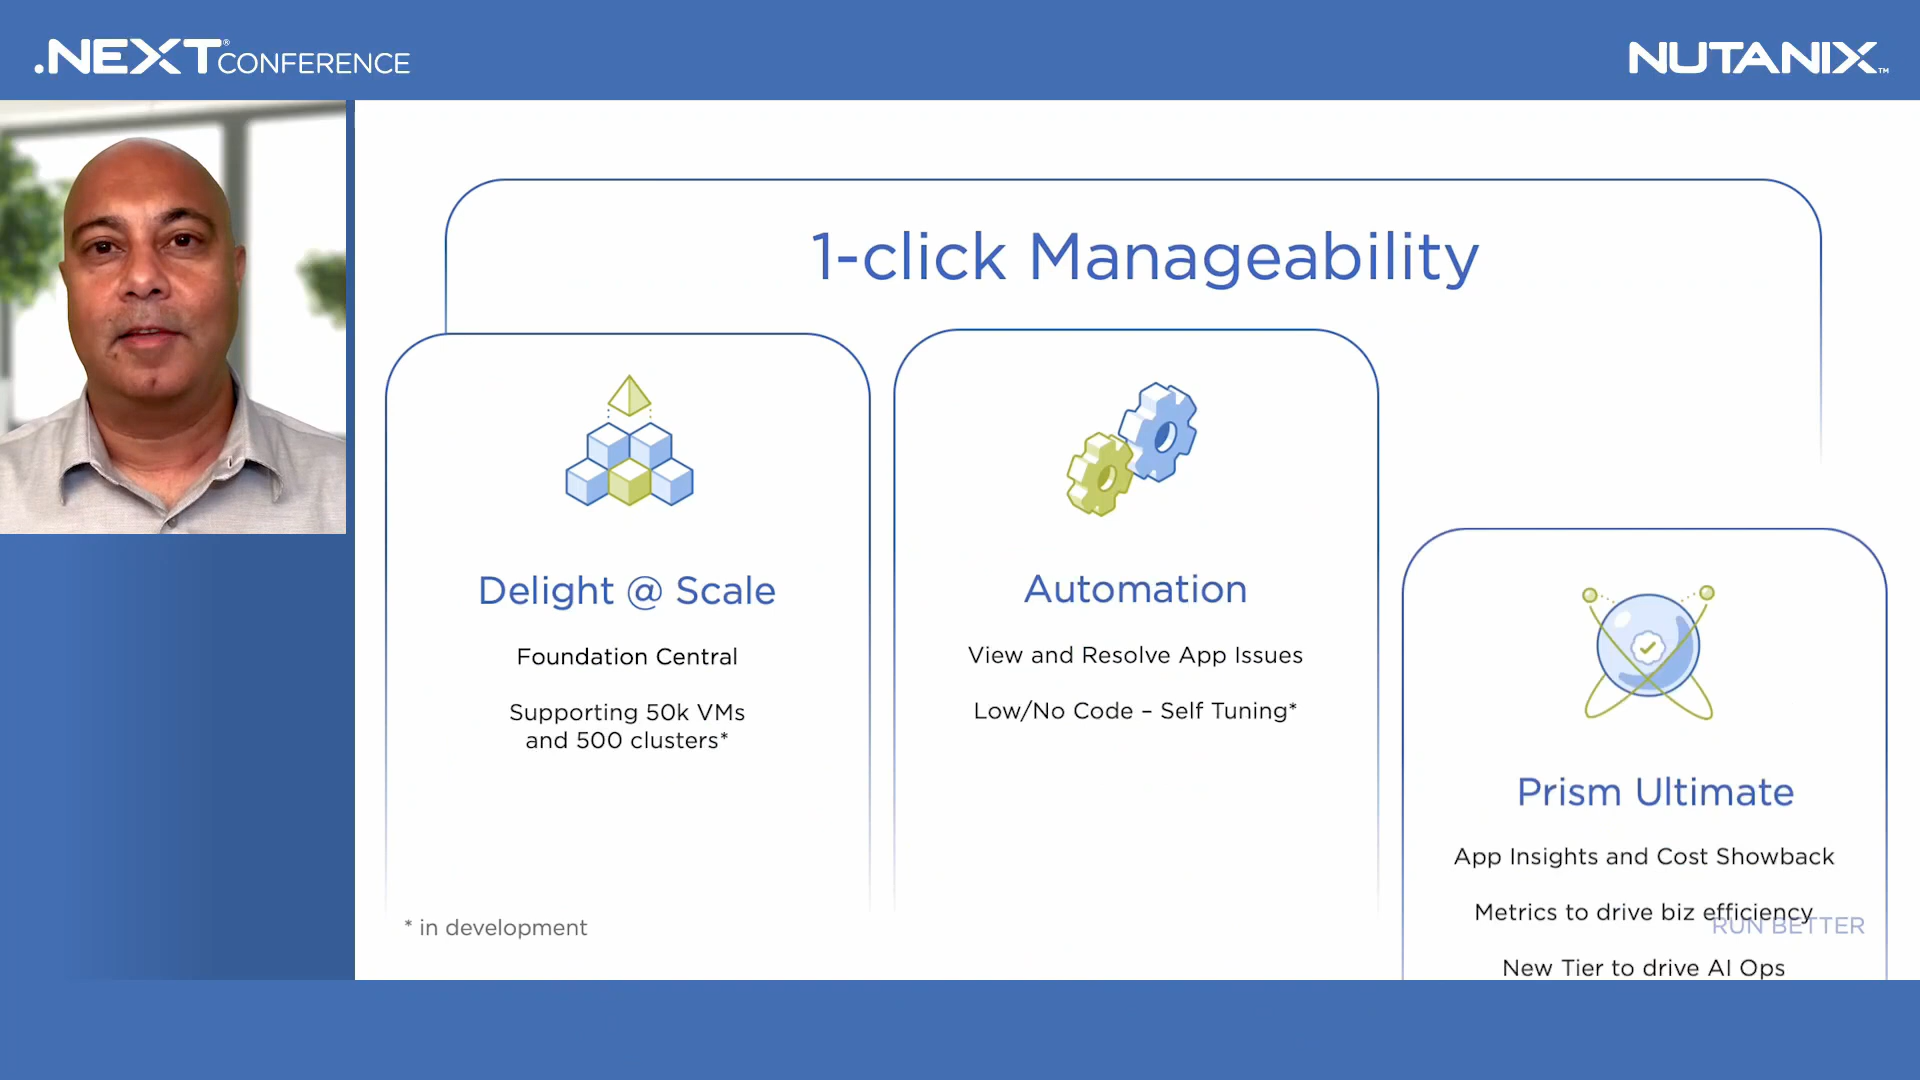 .NEXT® CONFERENCE
NUTANIX™
1-click Manageability
Delight @ Scale
Foundation Central
Supporting 50k VMs
and 500 clusters*
Automation
View and Resolve App Issues
Low/No Code – Self Tuning*
Prism Ultimate
App Insights and Cost Showback
Metrics to drive biz efficiency
New Tier to drive AI Ops
* in development
RUN BETTER